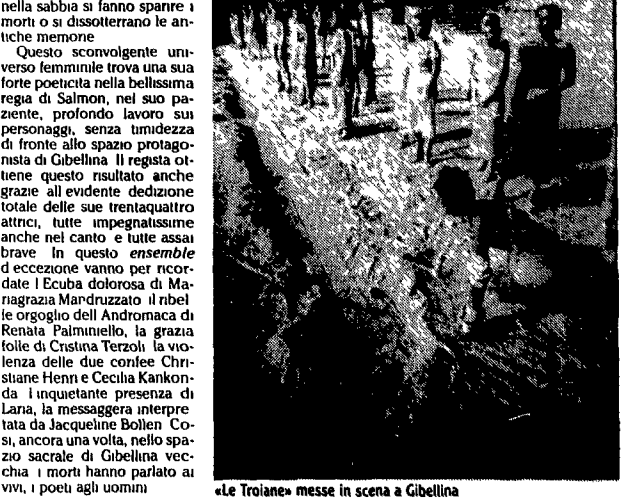 nella sabbia si fanno sparire i
morti o si dissotterrano le an-
tiche memorie
Questo sconvolgente uni-
verso femminile trova una sua
forte poeticità nella bellissima
regia di Salmon, nel suo pa-
ziente, profondo lavoro sui
personaggi, senza timidezza
di fronte allo spazio protago-
nista di Gibellina Il regista ot-
tiene questo risultato anche
grazie all evidente dedizione
totale delle sue trentaquattro
attrici, tutte impegnatissime
anche nel canto e tutte assai
brave In questo ensemble
d eccezione vanno per ricor-
date l Ecuba dolorosa di Ma-
riagrazia Mandruzzato il ribel
le orgoglio dell Andromaca di
Renata Palminiello, la grazia
folle di Cristina Terzoli la vio-
lenza delle due corifee Chri-
stiane Henri e Cecilia Kankon-
da l inquietante presenza di
Lana, la messaggera interpre
tata da Jacqueline Bollen Co-
sì, ancora una volta, nello spa-
zio sacrale di Gibellina vec-
chia i morti hanno parlato ai
vivi, i poeti agli uomini
«Le Troiane» messe in scena a Gibellina